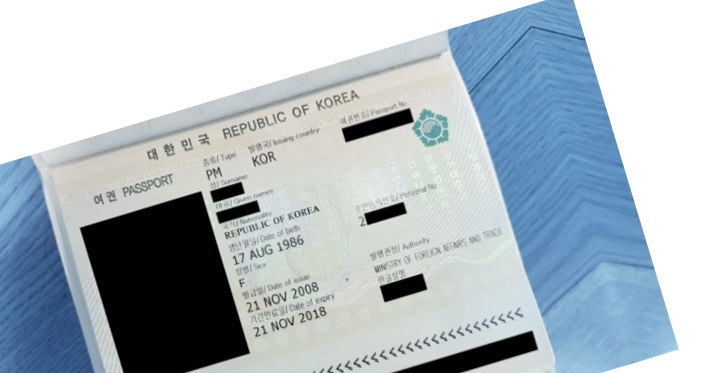 대한민국 REPUBLIC OF KOREA
여권 PASSPORT
종류/Type 발행국/Issuing country 여권번호/Passport No.
PM KOR
성/Surname
이름/Given names
국적/Nationality 주민등록번호/Personal No.
REPUBLIC OF KOREA 2
생년월일/Date of birth
17 AUG 1986
성별/Sex 발행관청/Authority
F MINISTRY OF FOREIGN AFFAIRS AND TRADE
발급일/Date of issue 한글성명
21 NOV 2008
기간만료일/Date of expiry
21 NOV 2018
<<<<<<<<<<<<<<<<<<